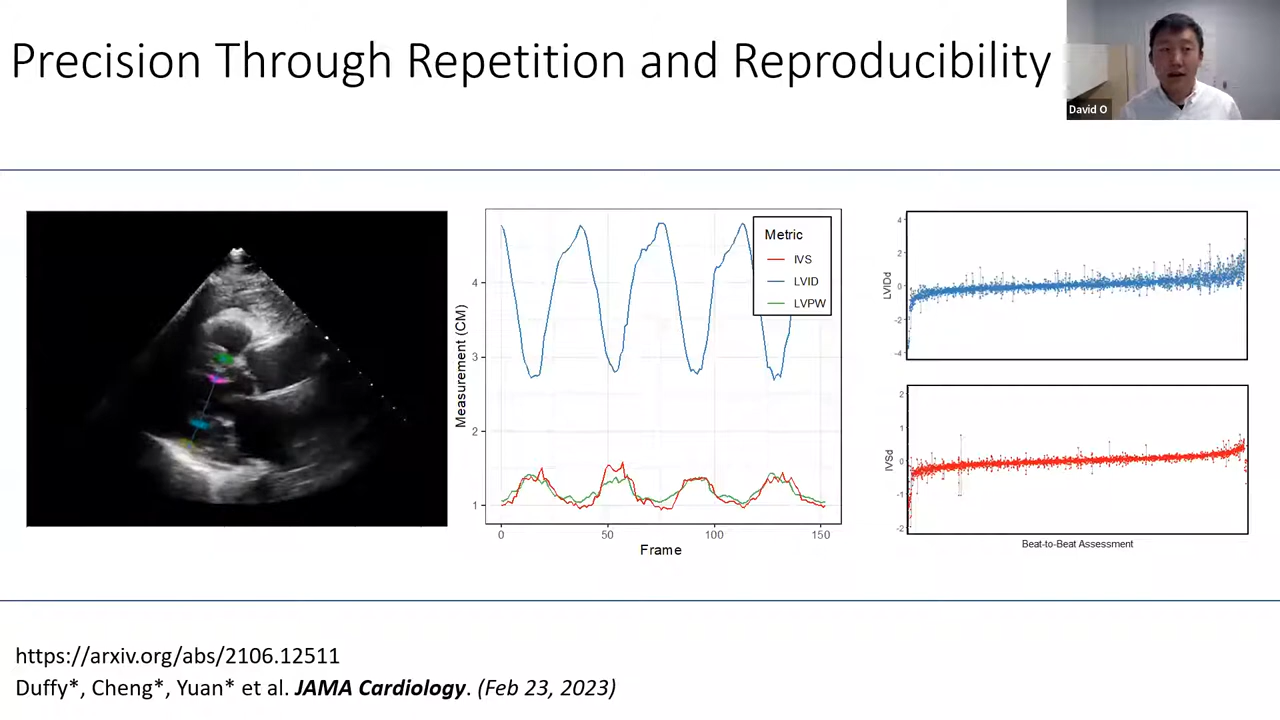 Precision Through Repetition and Reproducibility
David O
Measurement (CM)
4
3
2
1
0
50
100
150
Frame
Metric
IVS
LVID
LVPW
LVIDd
4
2
0
-2
-4
IVSd
2
1
0
-1
-2
Beat-to-Beat Assessment
https://arxiv.org/abs/2106.12511
Duffy*, Cheng*, Yuan* et al. JAMA Cardiology. (Feb 23, 2023)